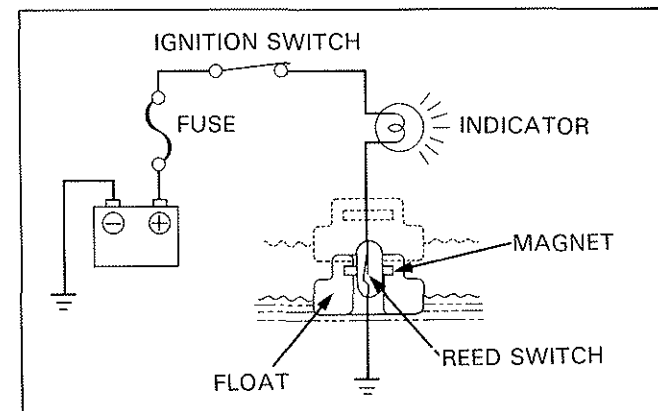 IGNITION SWITCH
FUSE
INDICATOR
⊖ ⊕
MAGNET
REED SWITCH
FLOAT